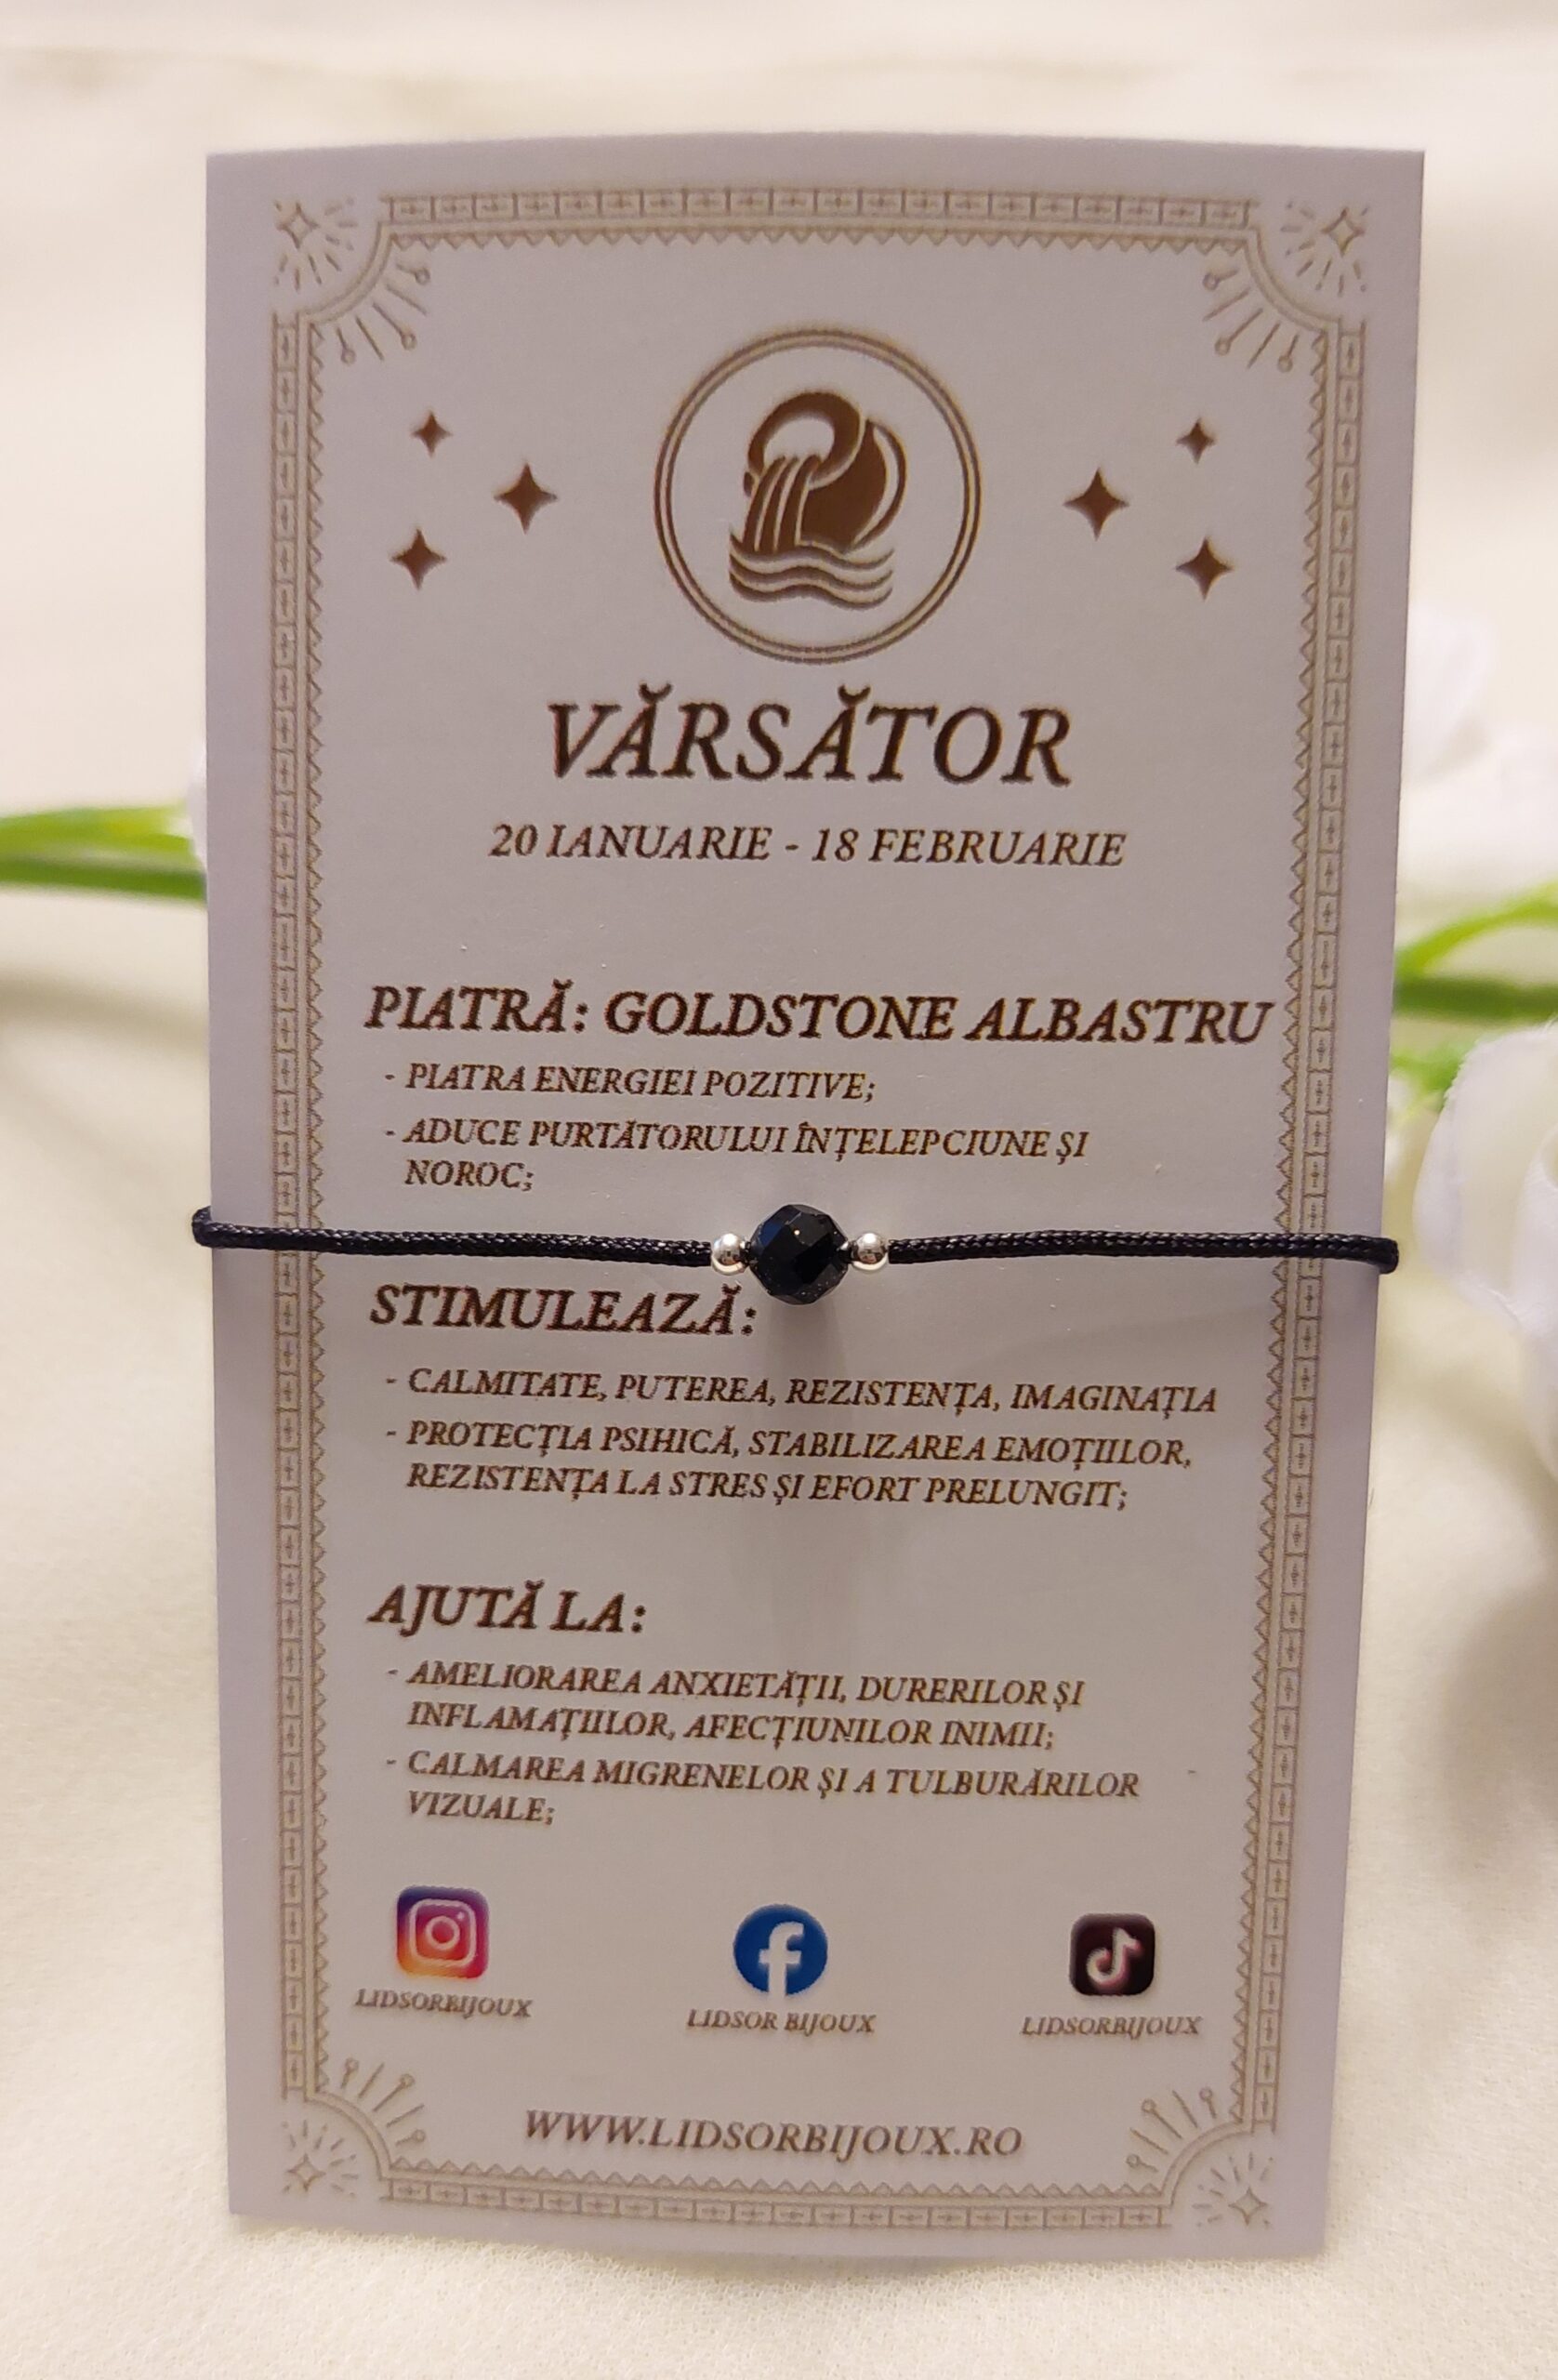 VĂRSĂTOR
20 IANUARIE - 18 FEBRUARIE
PIATRĂ: GOLDSTONE ALBASTRU
- PIATRA ENERGIEI POZITIVE;
- ADUCE PURTĂTORULUI ÎNȚELEPCIUNE ȘI
NOROC;
STIMULEAZĂ:
- CALMITATE, PUTEREA, REZISTENȚA, IMAGINAȚIA
- PROTECȚIA PSIHICĂ, STABILIZAREA EMOȚIILOR,
REZISTENȚA LA STRES ȘI EFORT PRELUNGIT;
AJUTĂ LA:
- AMELIORAREA ANXIETĂȚII, DURERILOR ȘI
INFLAMAȚIILOR, AFECȚIUNILOR INIMII;
- CALMAREA MIGRENELOR ȘI A TULBURĂRILOR
VIZUALE;
LIDSORBIJOUX
LIDSOR BIJOUX
LIDSORBIJOUX
WWW.LIDSORBIJOUX.RO